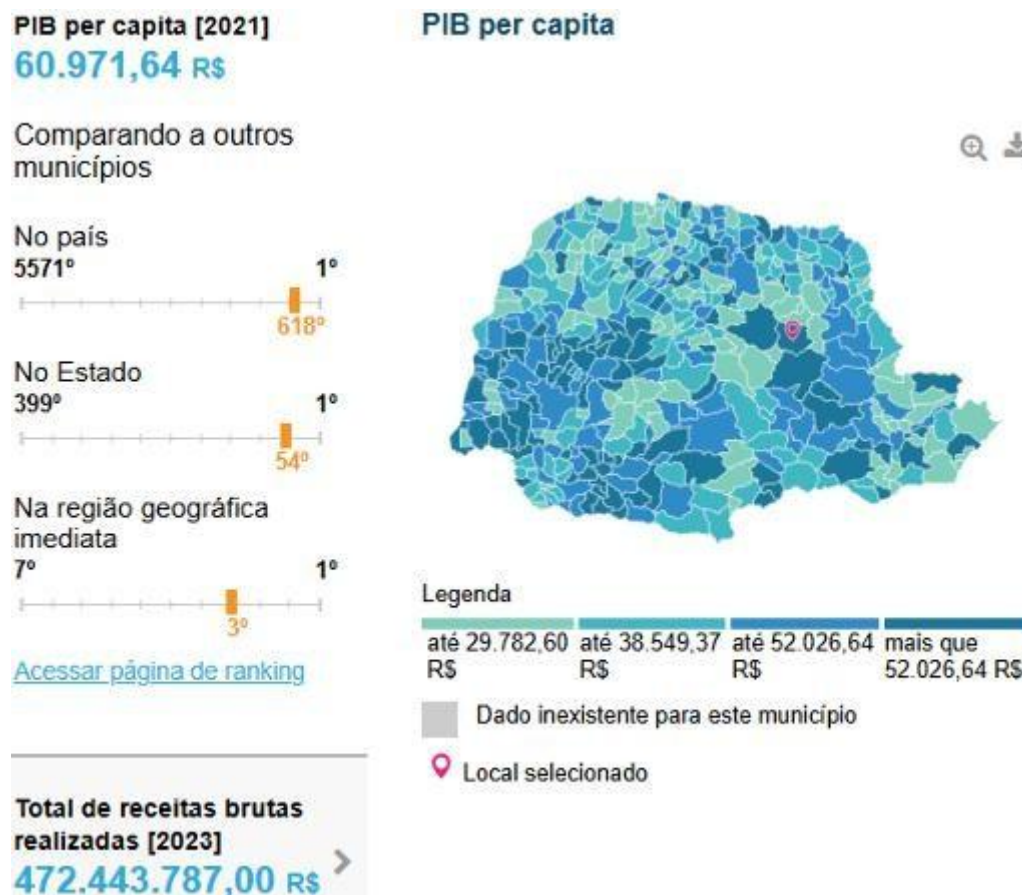 PIB per capita [2021]
60.971,64 R$
Comparando a outros
municípios
No país
5571º 1º
618º
No Estado
399º 1º
54º
Na região geográfica
imediata
7º 1º
3º
Acessar página de ranking
Total de receitas brutas
realizadas [2023]
472.443.787,00 R$
PIB per capita
Legenda
até 29.782,60 R$
até 38.549,37 R$
até 52.026,64 R$
mais que 52.026,64 R$
Dado inexistente para este município
Local selecionado